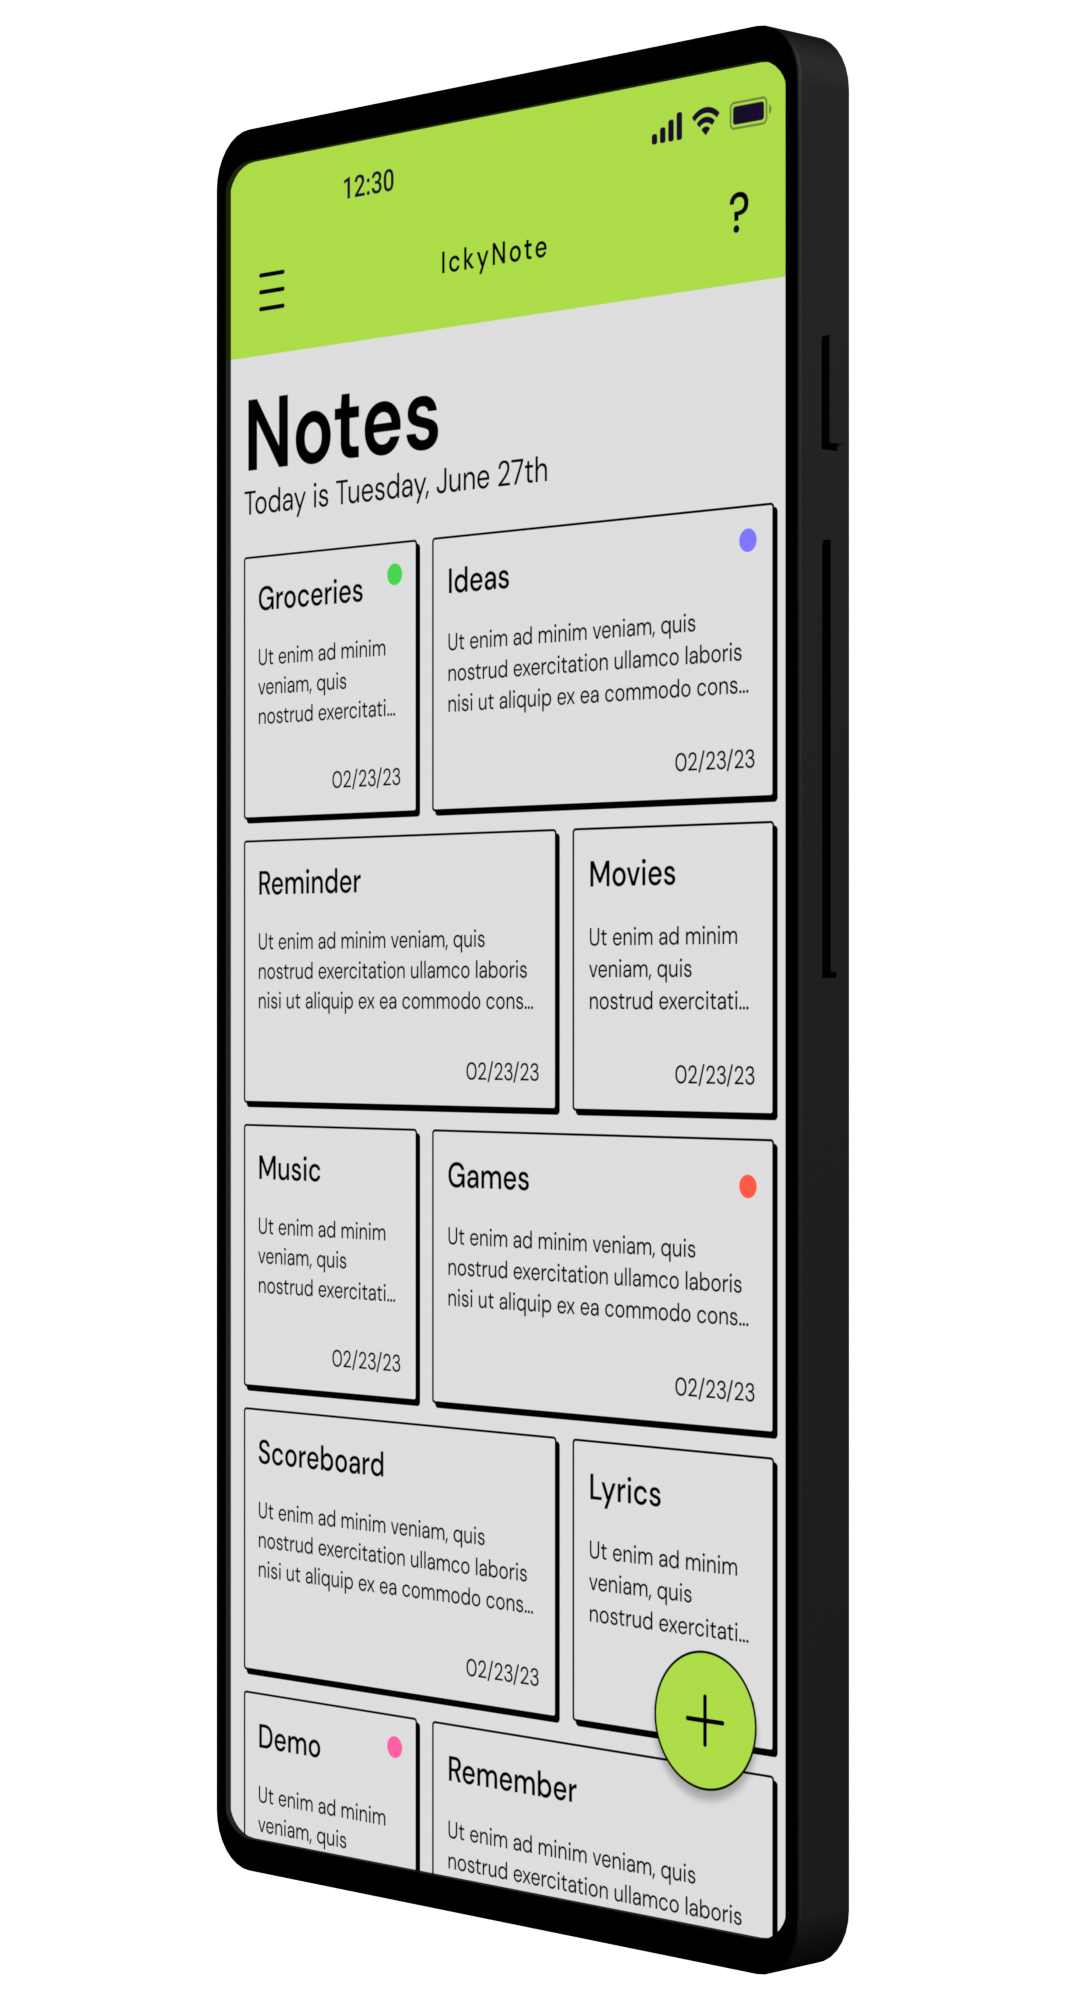 12:30
IckyNote
?
Notes
Today is Tuesday, June 27th
Groceries
Ut enim ad minim
veniam, quis
nostrud exercitati...
02/23/23
Ideas
Ut enim ad minim veniam, quis
nostrud exercitation ullamco laboris
nisi ut aliquip ex ea commodo cons...
02/23/23
Reminder
Ut enim ad minim veniam, quis
nostrud exercitation ullamco laboris
nisi ut aliquip ex ea commodo cons...
02/23/23
Movies
Ut enim ad minim
veniam, quis
nostrud exercitati...
02/23/23
Music
Ut enim ad minim
veniam, quis
nostrud exercitati...
02/23/23
Games
Ut enim ad minim veniam, quis
nostrud exercitation ullamco laboris
nisi ut aliquip ex ea commodo cons...
02/23/23
Scoreboard
Ut enim ad minim veniam, quis
nostrud exercitation ullamco laboris
nisi ut aliquip ex ea commodo cons...
02/23/23
Lyrics
Ut enim ad minim
veniam, quis
nostrud exercitati...
Demo
Ut enim ad minim
veniam, quis
Remember
Ut enim ad minim veniam, quis
nostrud exercitation ullamco laboris